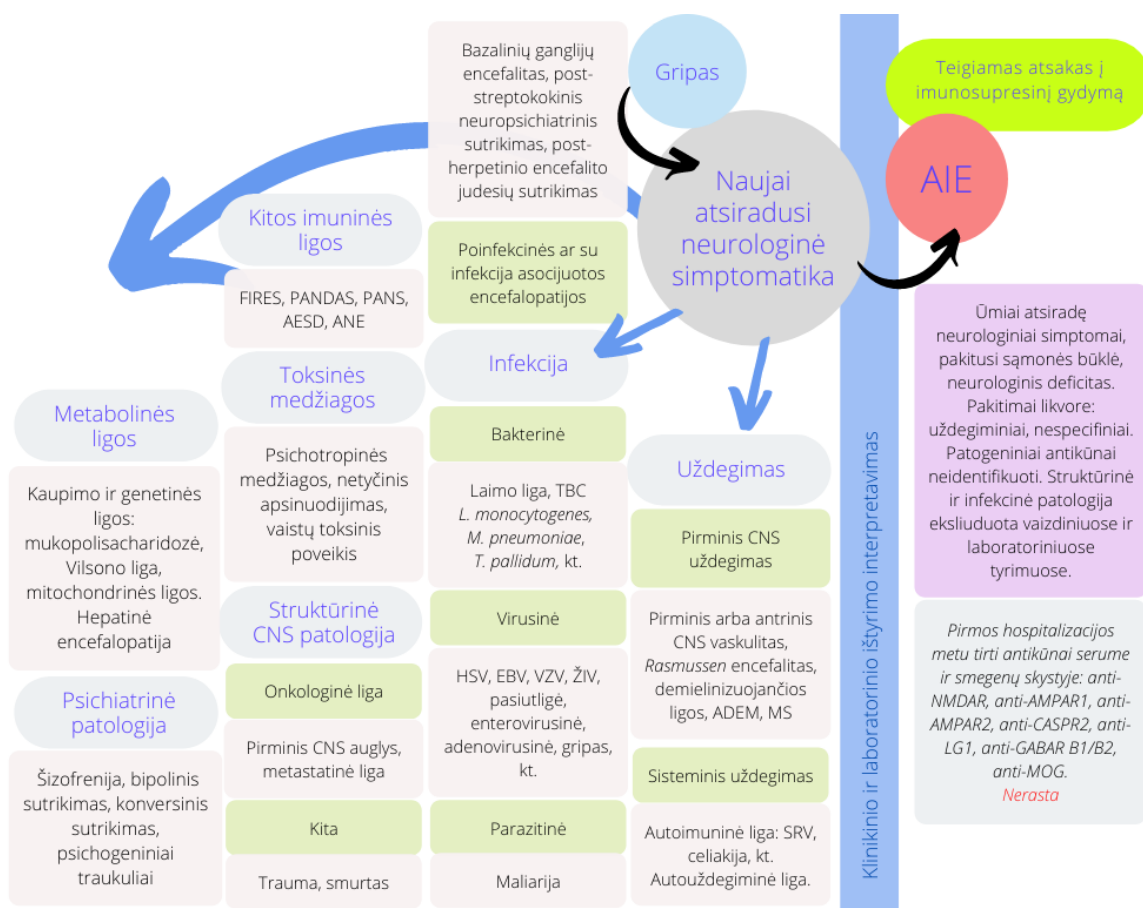 Gripas
Naujai
atsiradusi
neurologinė
simptomatika
Bazalinių ganglijų
encefalitas, post-
streptokokinis
neuropsichiatrinis
sutrikimas, post-
herpetinio encefalito
judesių sutrikimas
Poinfekcinės ar su
infekcija asocijuotos
encefalopatijos
Kitos imuninės
ligos
FIRES, PANDAS, PANS,
AESD, ANE
Toksinės
medžiagos
Psichotropinės
medžiagos, netyčinis
apsinuodijimas,
vaistų toksinis
poveikis
Struktūrinė
CNS patologija
Onkologinė liga
Pirminis CNS auglys,
metastatinė liga
Kita
Trauma, smurtas
Metabolinės
ligos
Kaupimo ir genetinės
ligos:
mukopolisacharidozė,
Vilsono liga,
mitochondrinės ligos.
Hepatinė
encefalopatija
Psichiatrinė
patologija
Šizofrenija, bipolinis
sutrikimas, konversinis
sutrikimas,
psichogeniniai
traukuliai
Infekcija
Bakterinė
Laimo liga, TBC
L. monocytogenes,
M. pneumoniae,
T. pallidum, kt.
Virusinė
HSV, EBV, VZV, ŽIV,
pasiutligė,
enterovirusinė,
adenovirusinė, gripas,
kt.
Parazitinė
Maliarija
Uždegimas
Pirminis CNS
uždegimas
Pirminis arba antrinis
CNS vaskulitas,
Rasmussen encefalitas,
demielinizuojančios
ligos, ADEM, MS
Sisteminis uždegimas
Autoimuninė liga: SRV,
celiakija, kt.
Autouždegiminė liga.
Klinikinio ir laboratorinio ištyrimo interpretavimas
Teigiamas atsakas į
imunosupresinį gydymą
AIE
Ūmiai atsiradę
neurologiniai simptomai,
pakitusi sąmonės būklė,
neurologinis deficitas.
Pakitimai likvore:
uždegiminiai, nespecifiniai.
Patogeniniai antikūnai
neidentifikuoti. Struktūrinė
ir infekcinė patologija
eksliuduota vaizdiniuose ir
laboratoriniuose
tyrimuose.
Pirmos hospitalizacijos
metu tirti antikūnai serume
ir smegenų skystyje: anti-
NMDAR, anti-AMPAR1, anti-
AMPAR2, anti-CASPR2, anti-
LG1, anti-GABAR B1/B2,
anti-MOG.
Nerasta